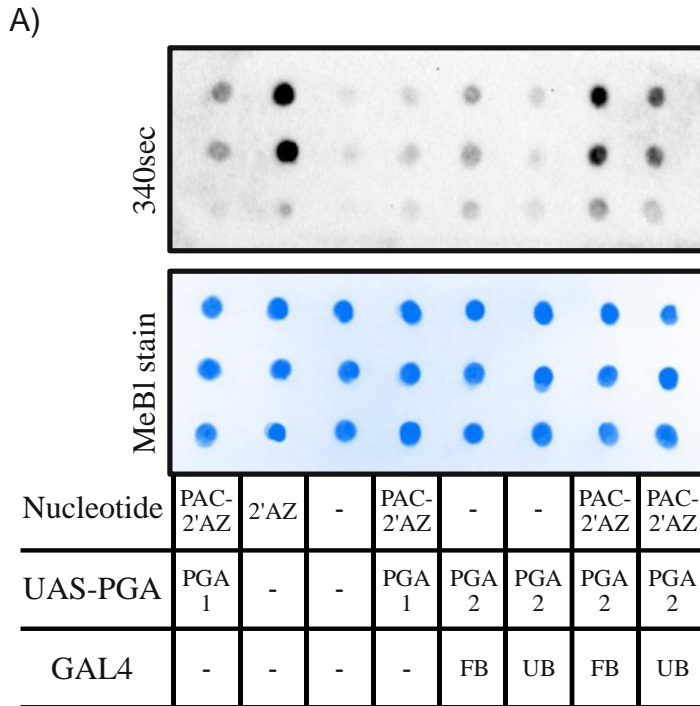 A)
340sec
MeBl stain
Nucleotide PAC-2'AZ 2'AZ - PAC-2'AZ - - PAC-2'AZ PAC-2'AZ
UAS-PGA PGA 1 - - PGA 1 PGA 2 PGA 2 PGA 2 PGA 2
GAL4 - - - - FB UB FB UB